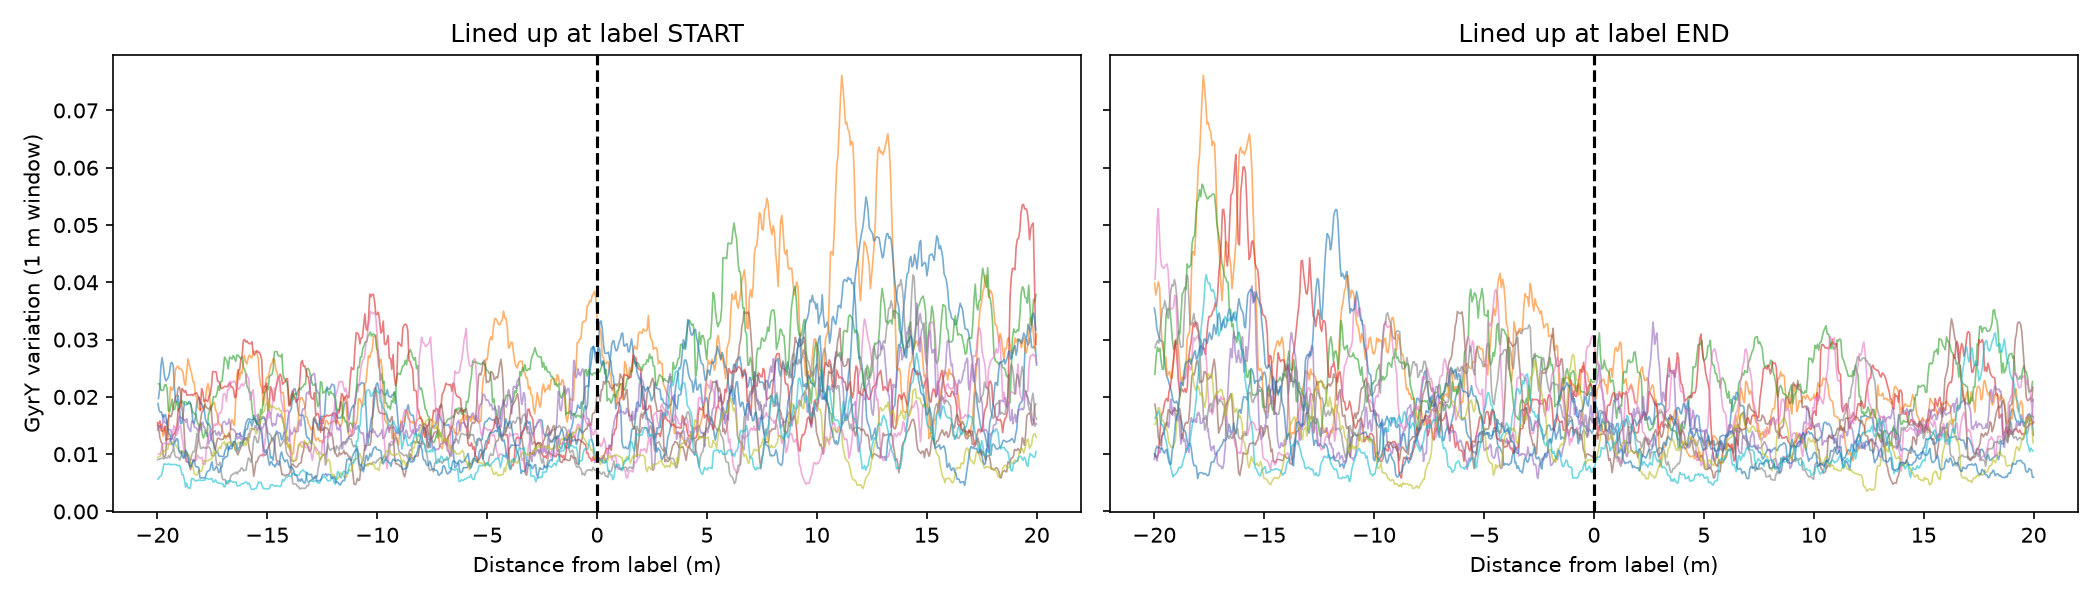 Lined up at label START
Lined up at label END
GyrY variation (1 m window)
0.07
0.06
0.05
0.04
0.03
0.02
0.01
0.00
−20 −15 −10 −5 0 5 10 15 20
−20 −15 −10 −5 0 5 10 15 20
Distance from label (m)
Distance from label (m)